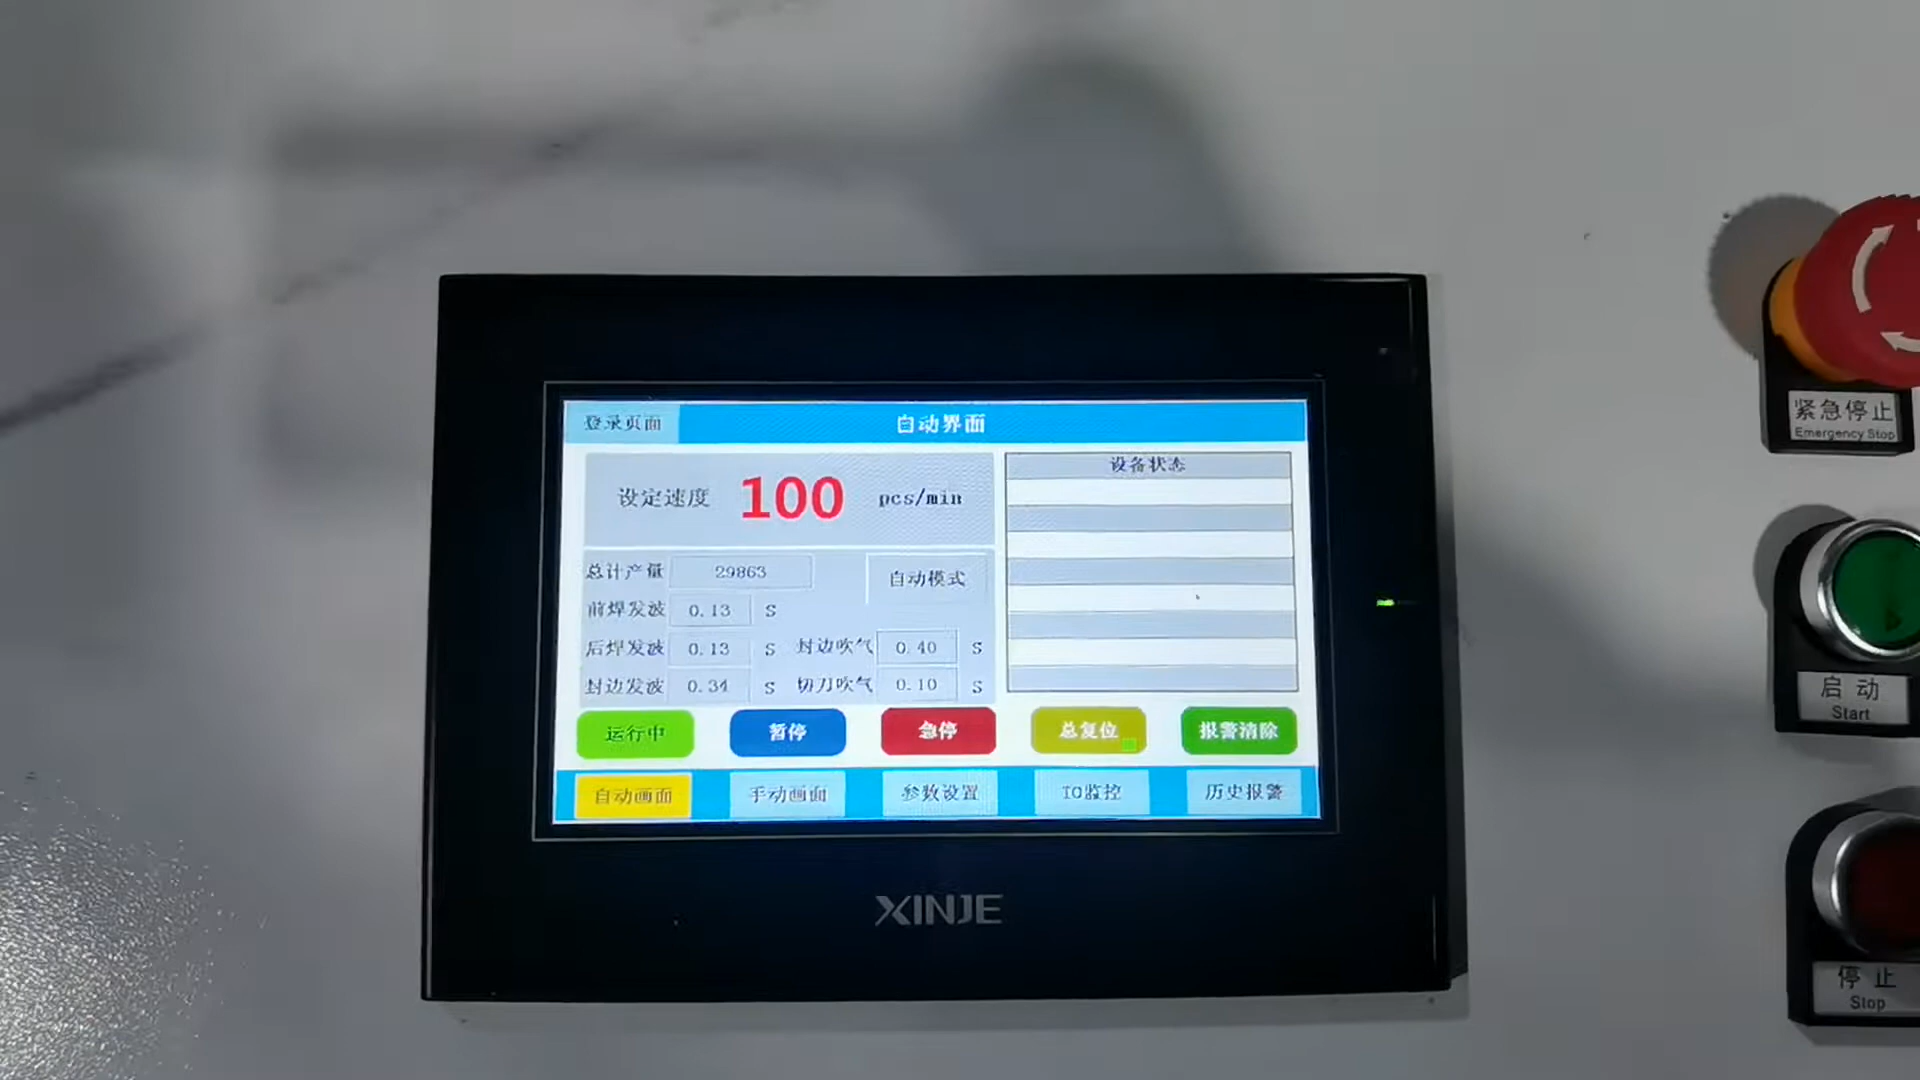 登录页面
自动界面
设定速度 100 pcs/min
设备状态
总计产量 29863
自动模式
前焊发波 0.13 S
后焊发波 0.13 S 封边吹气 0.40 S
封边发波 0.34 S 切刀吹气 0.10 S
运行中 暂停 急停 总复位 报警清除
自动画面 手动画面 参数设置 IO监控 历史报警
XINJE
紧急停止
Emergency Stop
启动
Start
停止
Stop